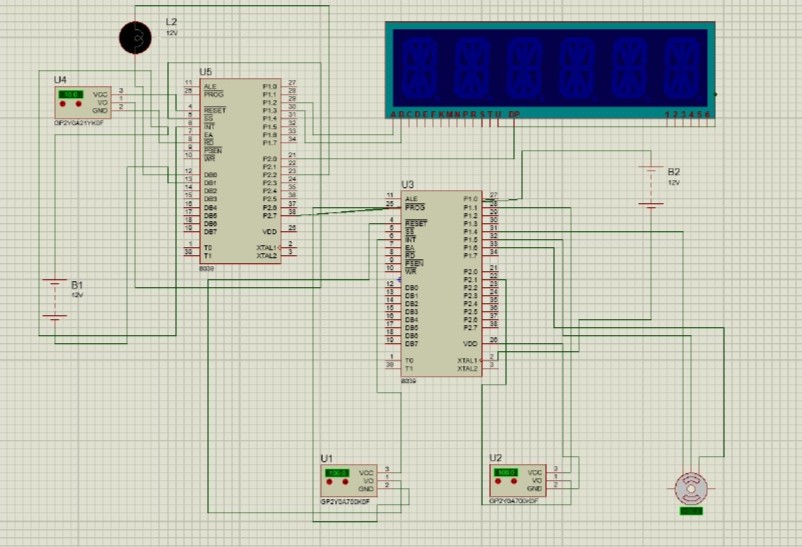 L2
12V
U4
10.0
VCC 3
VO 1
GND 2
GP2Y0A21YK0F
U5
11 ALE P1.0 27
25 PROG P1.1 28
P1.2 29
4 RESET P1.3 30
5 SS P1.4 31
6 INT P1.5 32
7 EA P1.6 33
8 RD P1.7 34
9 PSEN
10 WR P2.0 21
P2.1 22
12 DB0 P2.2 23
13 DB1 P2.3 24
14 DB2 P2.4 35
15 DB3 P2.5 36
16 DB4 P2.6 37
17 DB5 P2.7 38
18 DB6
19 DB7 VDD 26
1 T0 XTAL1 2
39 T1 XTAL2 3
8039
ABCDEFKMNPRSTU DP
123456
B1
12V
B2
12V
U3
11 ALE P1.0 27
25 PROG P1.1 28
P1.2 29
4 RESET P1.3 30
5 SS P1.4 31
6 INT P1.5 32
7 EA P1.6 33
8 RD P1.7 34
9 PSEN
10 WR P2.0 21
P2.1 22
12 DB0 P2.2 23
13 DB1 P2.3 24
14 DB2 P2.4 35
15 DB3 P2.5 36
16 DB4 P2.6 37
17 DB5 P2.7 38
18 DB6
19 DB7 VDD 26
1 T0 XTAL1 2
39 T1 XTAL2 3
8039
U1
100.0
VCC 3
VO 1
GND 2
GP2Y0A700K0F
U2
100.0
VCC 3
VO 1
GND 2
GP2Y0A700K0F